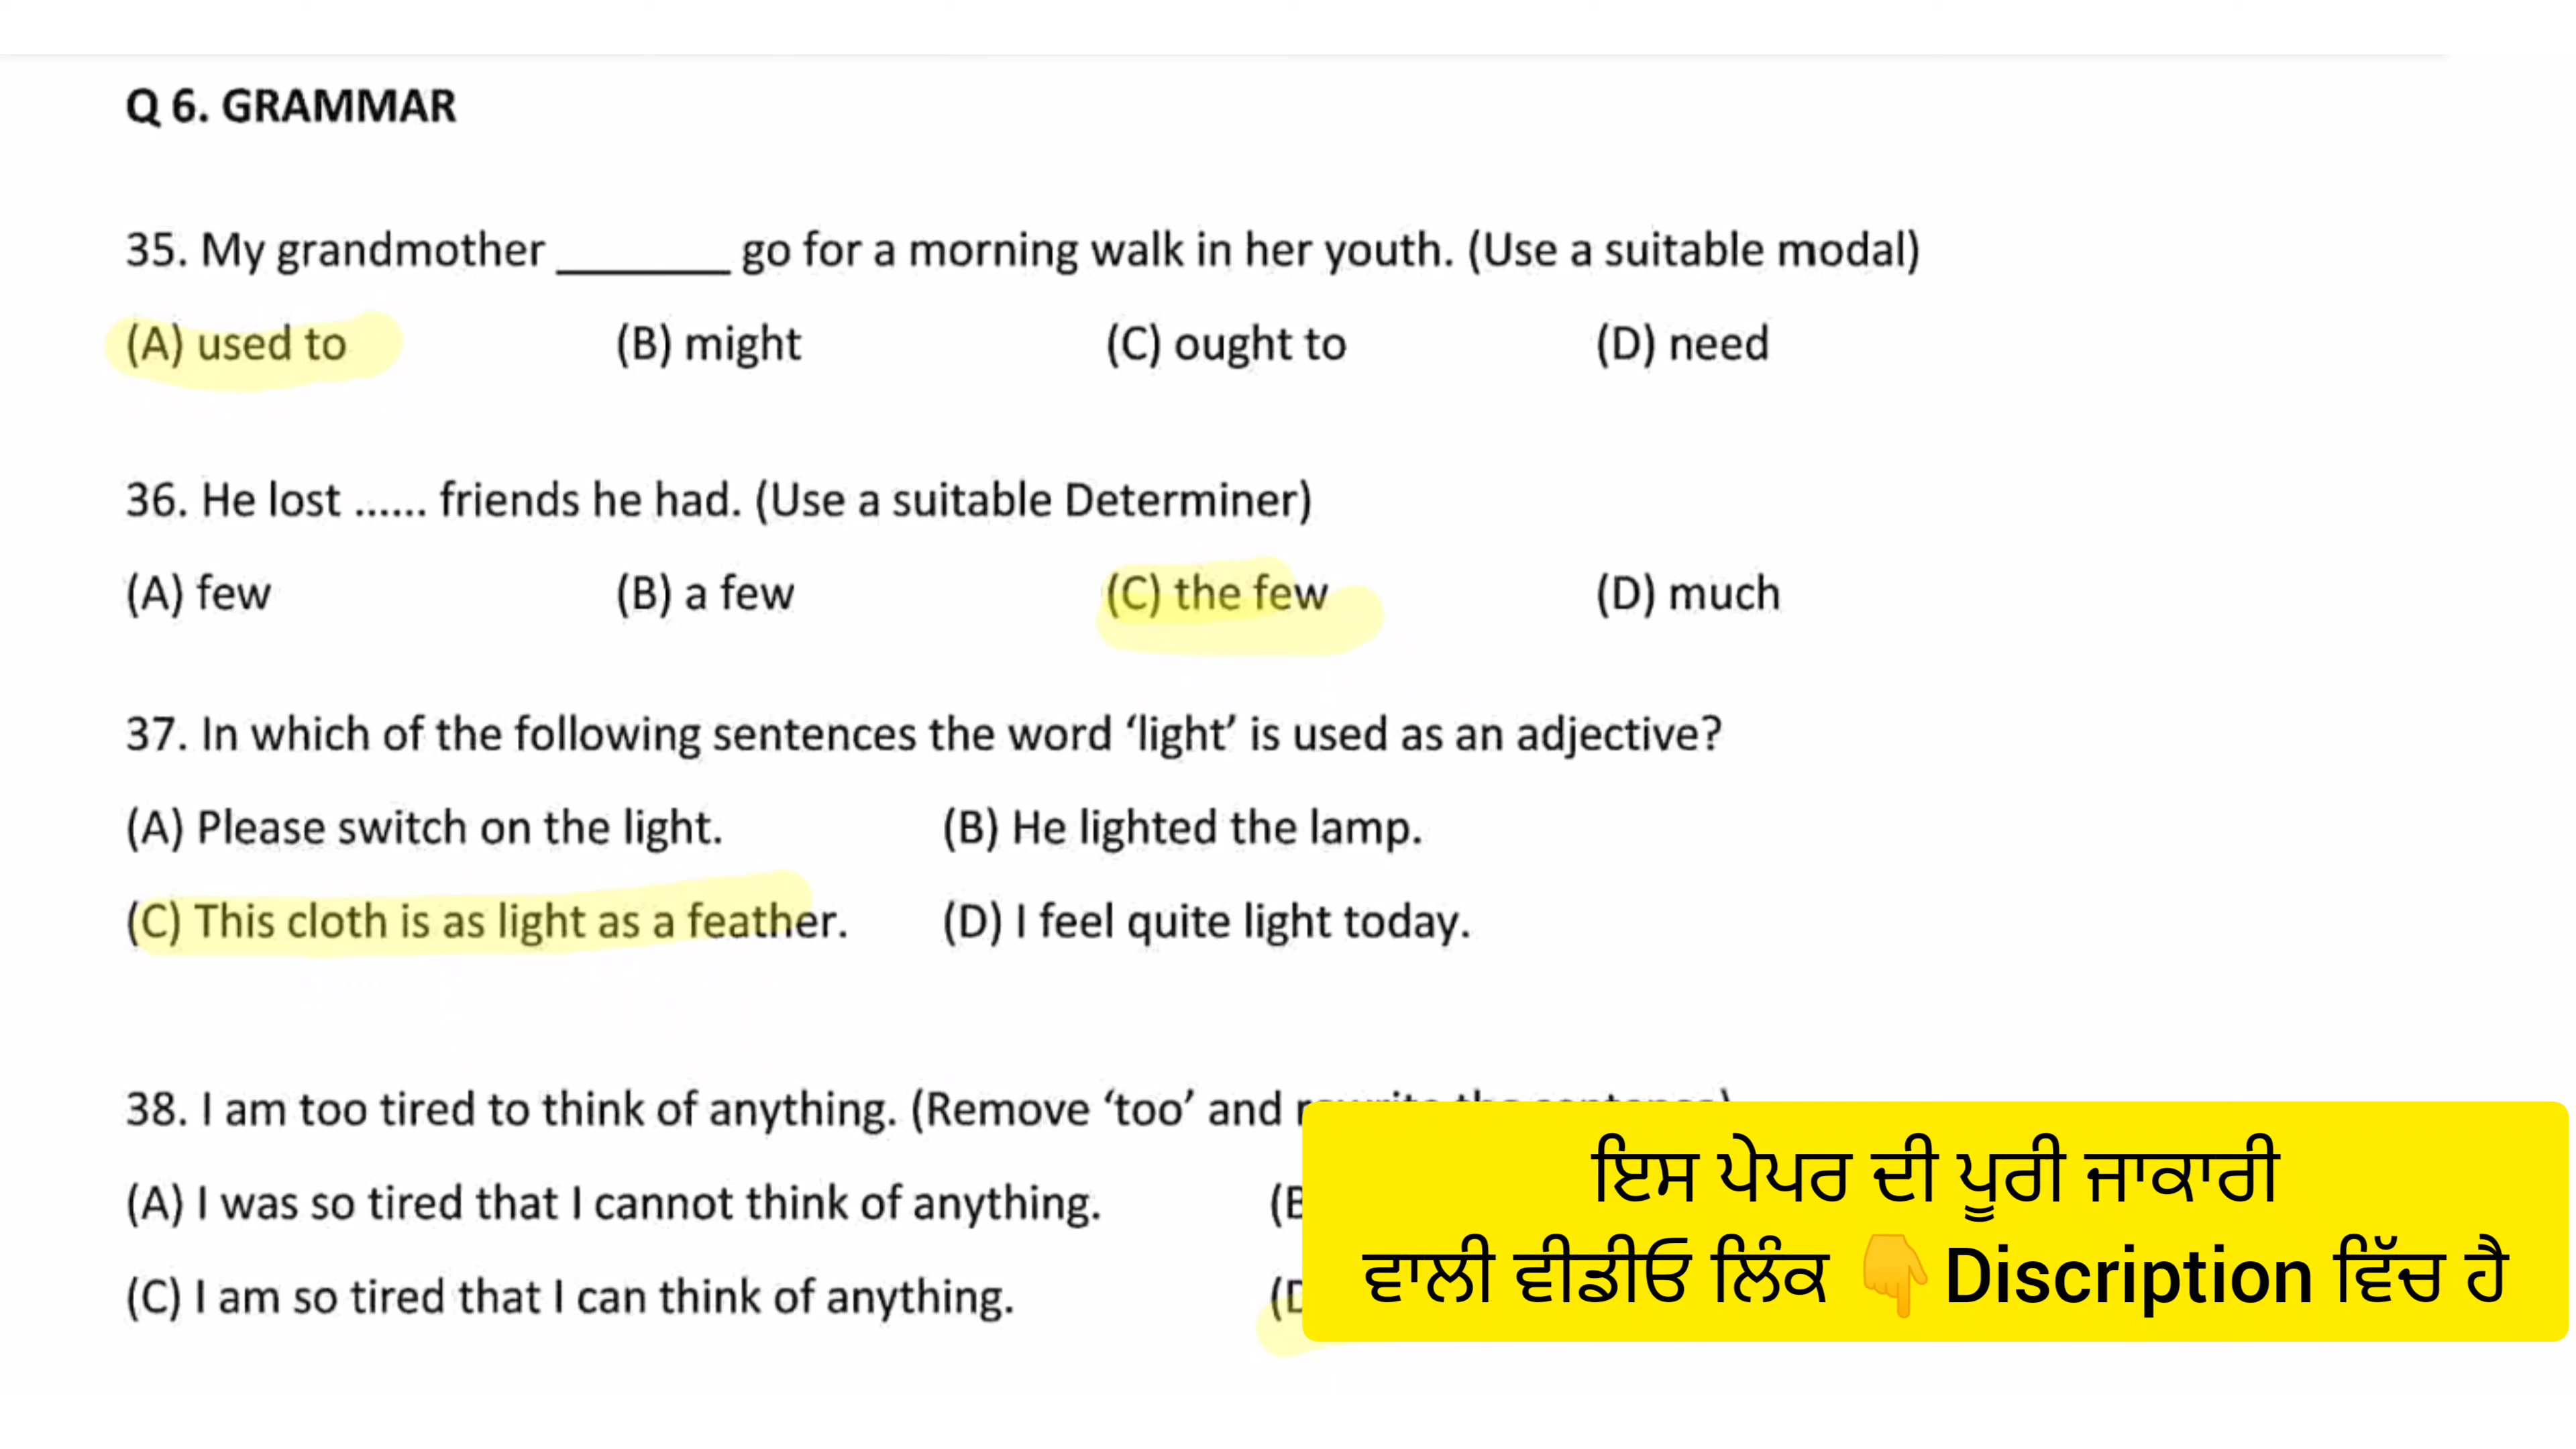 Q 6. GRAMMAR
35. My grandmother _______ go for a morning walk in her youth. (Use a suitable modal)
(A) used to (B) might (C) ought to (D) need
36. He lost ...... friends he had. (Use a suitable Determiner)
(A) few (B) a few (C) the few (D) much
37. In which of the following sentences the word ‘light’ is used as an adjective?
(A) Please switch on the light. (B) He lighted the lamp.
(C) This cloth is as light as a feather. (D) I feel quite light today.
38. I am too tired to think of anything. (Remove ‘too’ and
(A) I was so tired that I cannot think of anything.
(C) I am so tired that I can think of anything.
ਇਸ ਪੇਪਰ ਦੀ ਪੂਰੀ ਜਾਕਾਰੀ
ਵਾਲੀ ਵੀਡੀਓ ਲਿੰਕ 👇 Discription ਵਿੱਚ ਹੈ